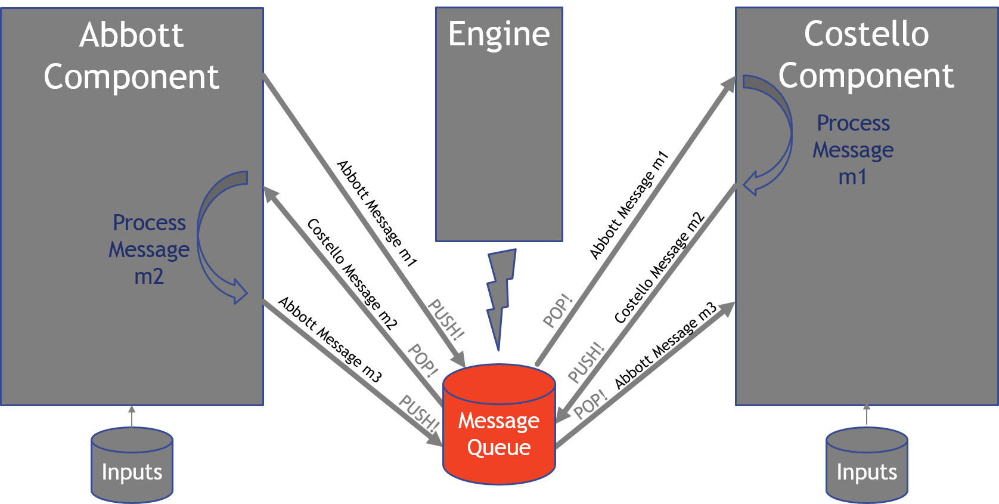 Abbott
Component
Engine
Costello
Component
Process
Message
m1
Process
Message
m2
Abbott Message m1
PUSH!
Costello Message m2
POP!
Abbott Message m3
PUSH!
Abbott Message m1
POP!
Costello Message m2
PUSH!
Abbott Message m3
POP!
Message
Queue
Inputs
Inputs